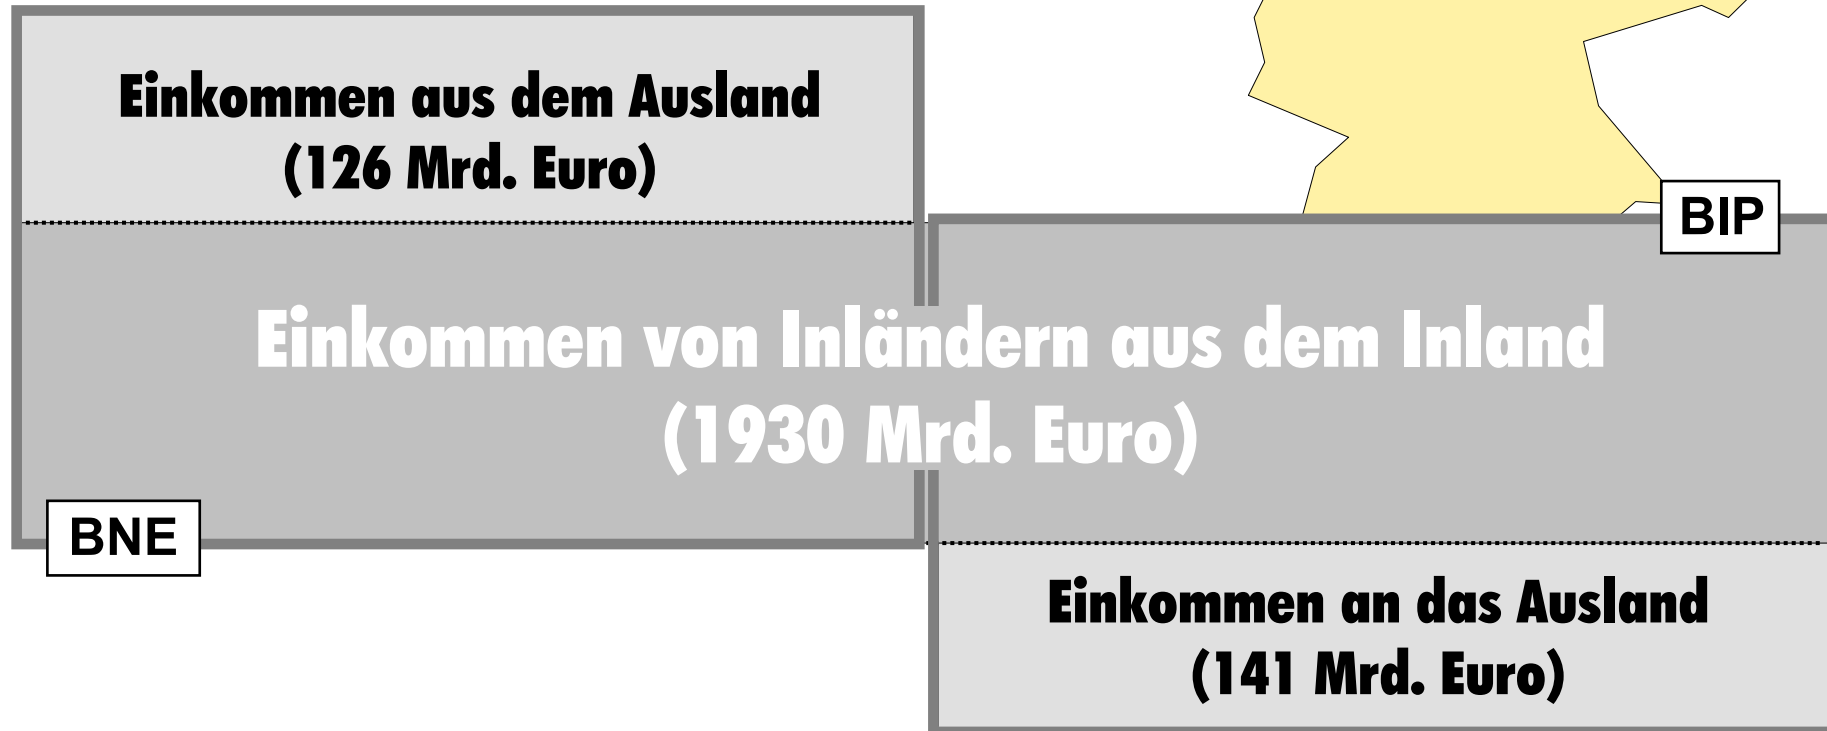 Einkommen aus dem Ausland
(126 Mrd. Euro)
BIP
Einkommen von Inländern aus dem Inland
(1930 Mrd. Euro)
BNE
Einkommen an das Ausland
(141 Mrd. Euro)